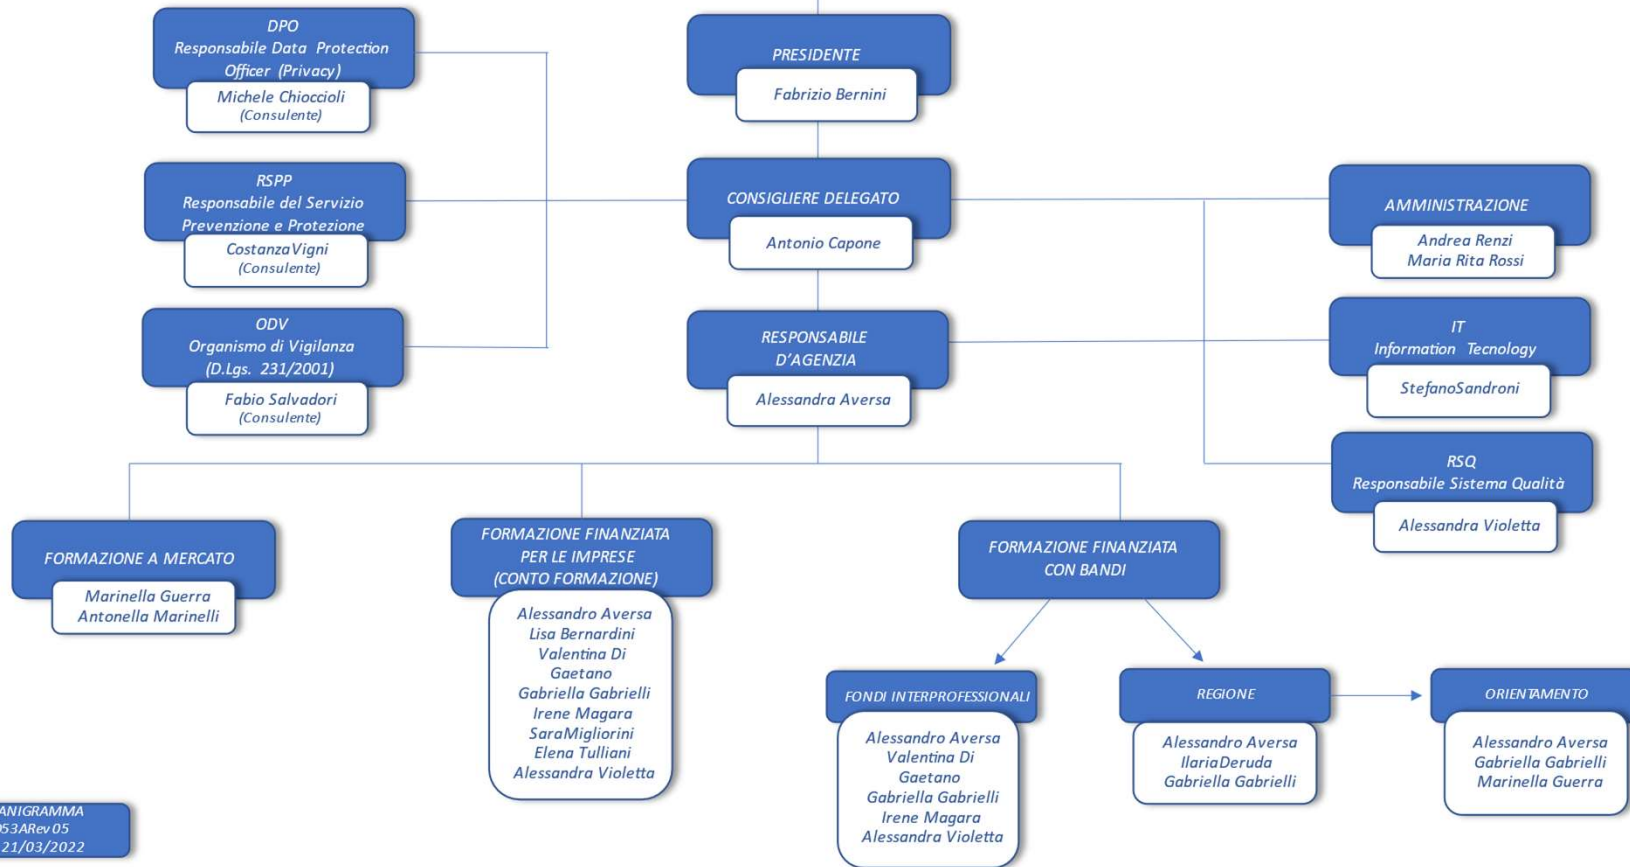 DPO
Responsabile Data Protection
Officer (Privacy)
Michele Chioccioli
(Consulente)
PRESIDENTE
Fabrizio Bernini
RSPP
Responsabile del Servizio
Prevenzione e Protezione
CostanzaVigni
(Consulente)
CONSIGLIERE DELEGATO
Antonio Capone
AMMINISTRAZIONE
Andrea Renzi
Maria Rita Rossi
ODV
Organismo di Vigilanza
(D.Lgs. 231/2001)
Fabio Salvadori
(Consulente)
RESPONSABILE
D'AGENZIA
Alessandra Aversa
IT
Information Tecnology
StefanoSandroni
RSQ
Responsabile Sistema Qualità
Alessandra Violetta
FORMAZIONE A MERCATO
Marinella Guerra
Antonella Marinelli
FORMAZIONE FINANZIATA
PER LE IMPRESE
(CONTO FORMAZIONE)
Alessandro Aversa
Lisa Bernardini
Valentina Di
Gaetano
Gabriella Gabrielli
Irene Magara
SaraMigliorini
Elena Tulliani
Alessandra Violetta
FORMAZIONE FINANZIATA
CON BANDI
FONDI INTERPROFESSIONALI
Alessandro Aversa
Valentina Di
Gaetano
Gabriella Gabrielli
Irene Magara
Alessandra Violetta
REGIONE
Alessandro Aversa
IlariaDeruda
Gabriella Gabrielli
ORIENTAMENTO
Alessandro Aversa
Gabriella Gabrielli
Marinella Guerra
ANIGRAMMA
53ARev05
21/03/2022